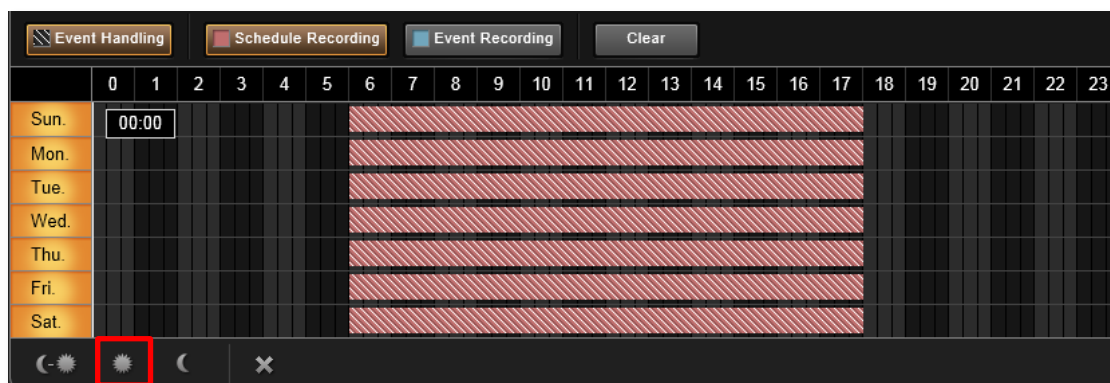 Event Handling Schedule Recording Event Recording Clear
0 1 2 3 4 5 6 7 8 9 10 11 12 13 14 15 16 17 18 19 20 21 22 23
Sun. 00:00
Mon.
Tue.
Wed.
Thu.
Fri.
Sat.